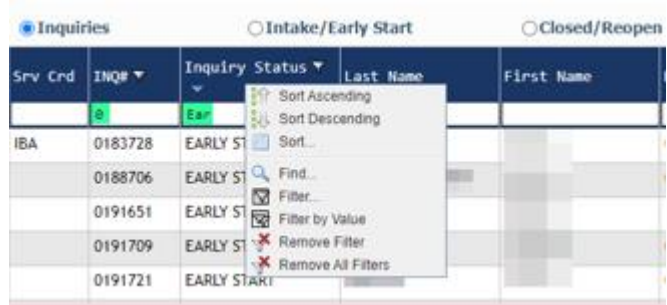 Inquiries Intake/Early Start Closed/Reopen
Srv Crd INQ# Inquiry Status Last Name First Name
0 Ear
Sort Ascending
Sort Descending
Sort...
Find...
Filter...
Filter by Value
Remove Filter
Remove All Filters
IBA 0183728 EARLY ST
0188706 EARLY ST
0191651 EARLY ST
0191709 EARLY ST
0191721 EARLY START